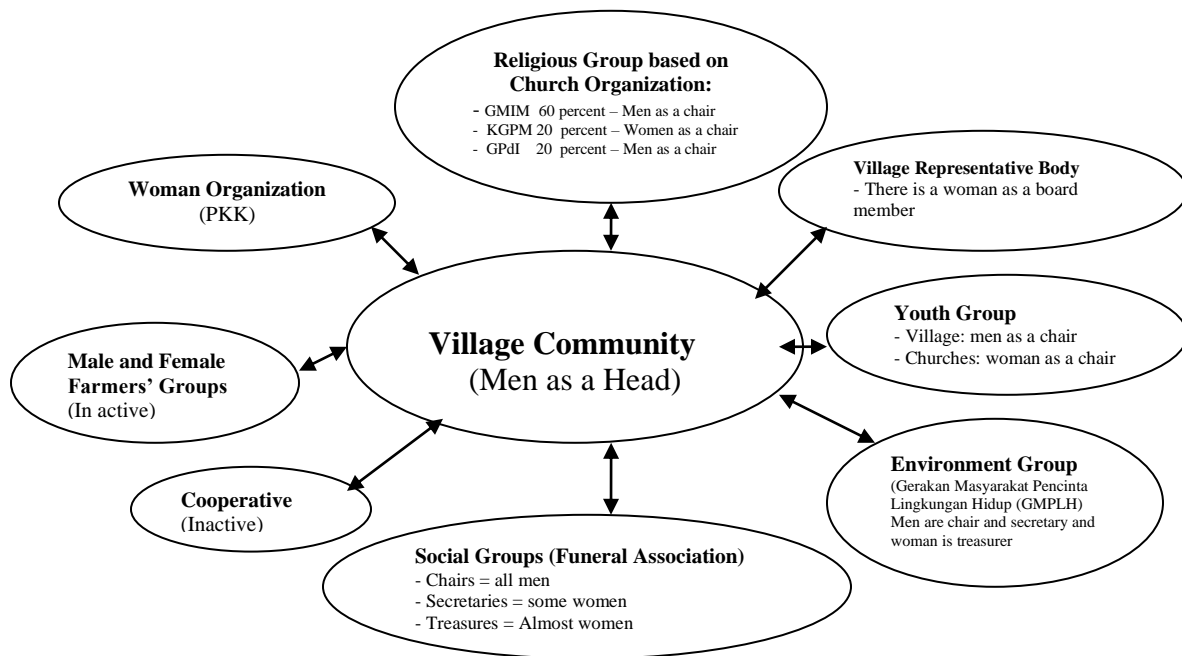 Religious Group based on
Church Organization:
- GMIM 60 percent – Men as a chair
- KGPM 20 percent – Women as a chair
- GPdI 20 percent – Men as a chair
Woman Organization
(PKK)
Village Representative Body
- There is a woman as a board
member
Youth Group
- Village: men as a chair
- Churches: woman as a chair
Village Community
(Men as a Head)
Male and Female
Farmers’ Groups
(In active)
Environment Group
(Gerakan Masyarakat Pencinta
Lingkungan Hidup (GMPLH)
Men are chair and secretary and
woman is treasurer
Cooperative
(Inactive)
Social Groups (Funeral Association)
- Chairs = all men
- Secretaries = some women
- Treasures = Almost women